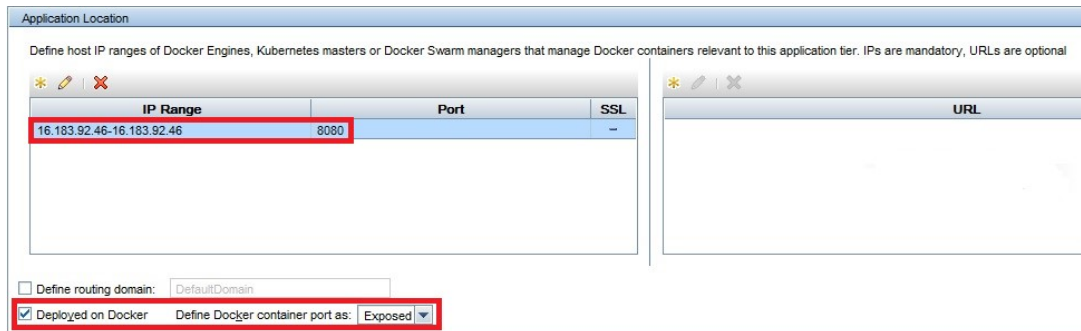 Application Location
Define host IP ranges of Docker Engines, Kubernetes masters or Docker Swarm managers that manage Docker containers relevant to this application tier. IPs are mandatory, URLs are optional
IP Range Port SSL
16.183.92.46-16.183.92.46 8080 --
URL
Define routing domain: DefaultDomain
Deployed on Docker Define Docker container port as: Exposed